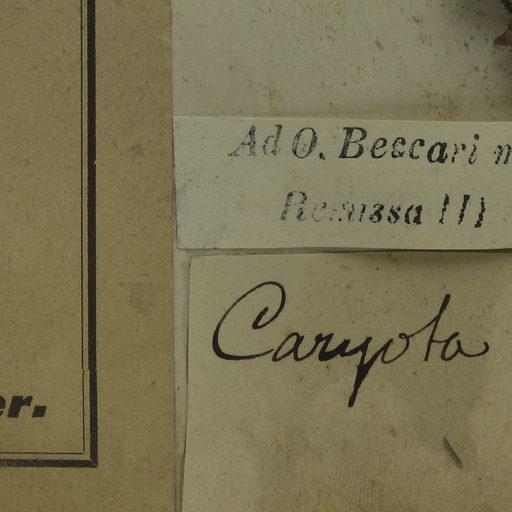 Ad O. Beccari m
Remissa !!!
Caryota
er.